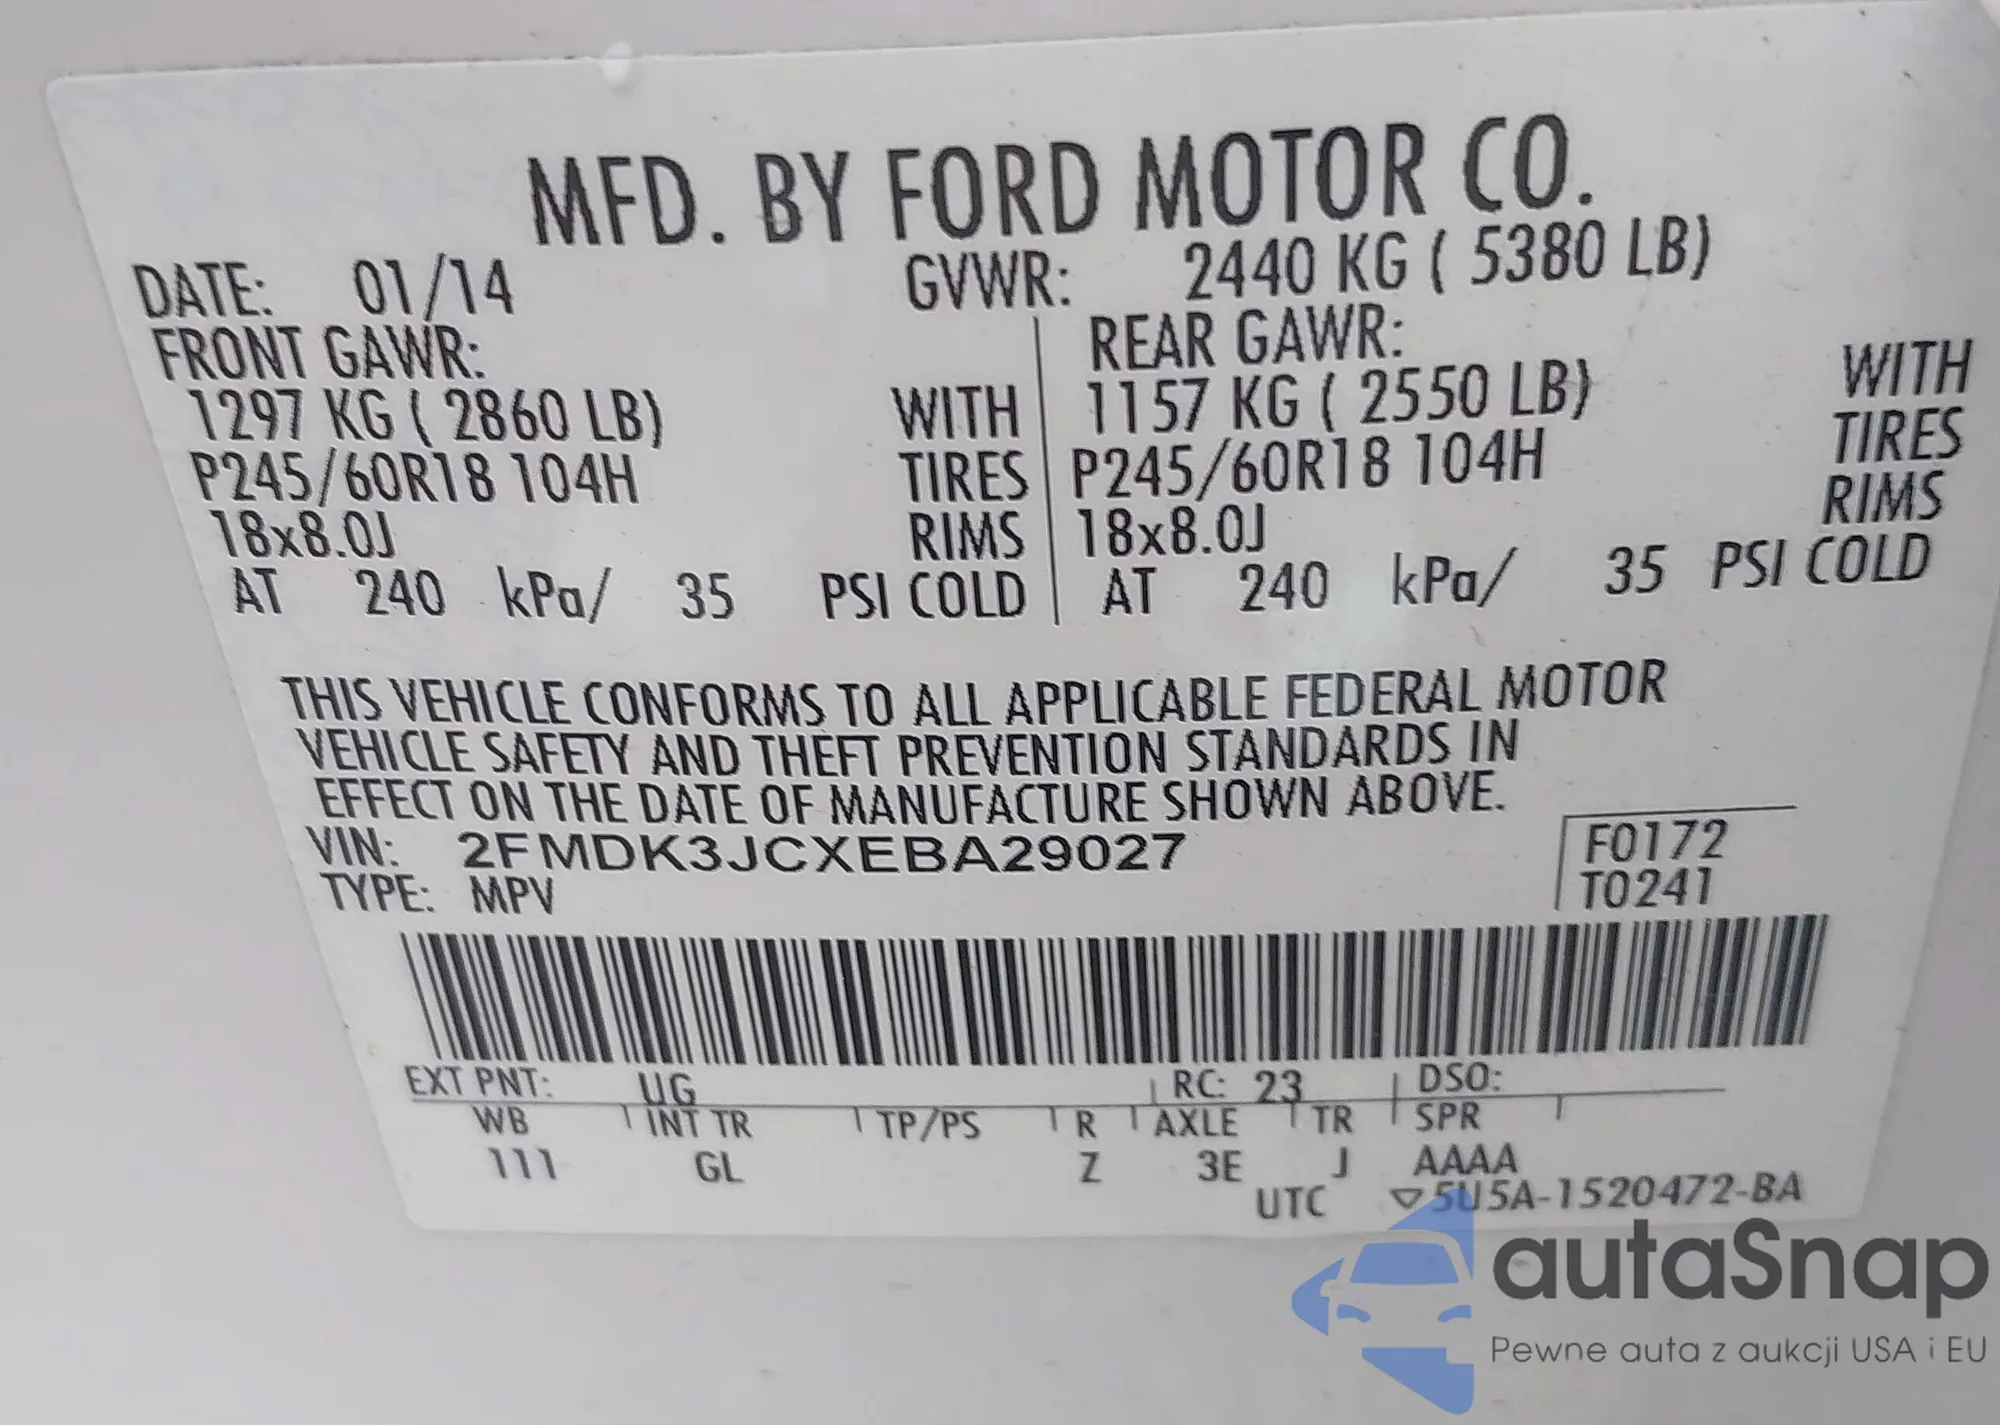 MFD. BY FORD MOTOR CO.
DATE: 01/14 GVWR: 2440 KG ( 5380 LB)
FRONT GAWR: REAR GAWR:
1297 KG ( 2860 LB) WITH 1157 KG ( 2550 LB) WITH
P245/60R18 104H TIRES P245/60R18 104H TIRES
18x8.0J RIMS 18x8.0J RIMS
AT 240 kPa/ 35 PSI COLD AT 240 kPa/ 35 PSI COLD
THIS VEHICLE CONFORMS TO ALL APPLICABLE FEDERAL MOTOR
VEHICLE SAFETY AND THEFT PREVENTION STANDARDS IN
EFFECT ON THE DATE OF MANUFACTURE SHOWN ABOVE.
VIN: 2FMDK3JCXEBA29027 F0172
TYPE: MPV T0241
EXT PNT: UG RC: 23 DSO:
WB INT TR TP/PS R AXLE TR SPR
111 GL Z 3E J AAAA
UTC ▽5U5A-1520472-BA
autaSnap
Pewne auta z aukcji USA i EU